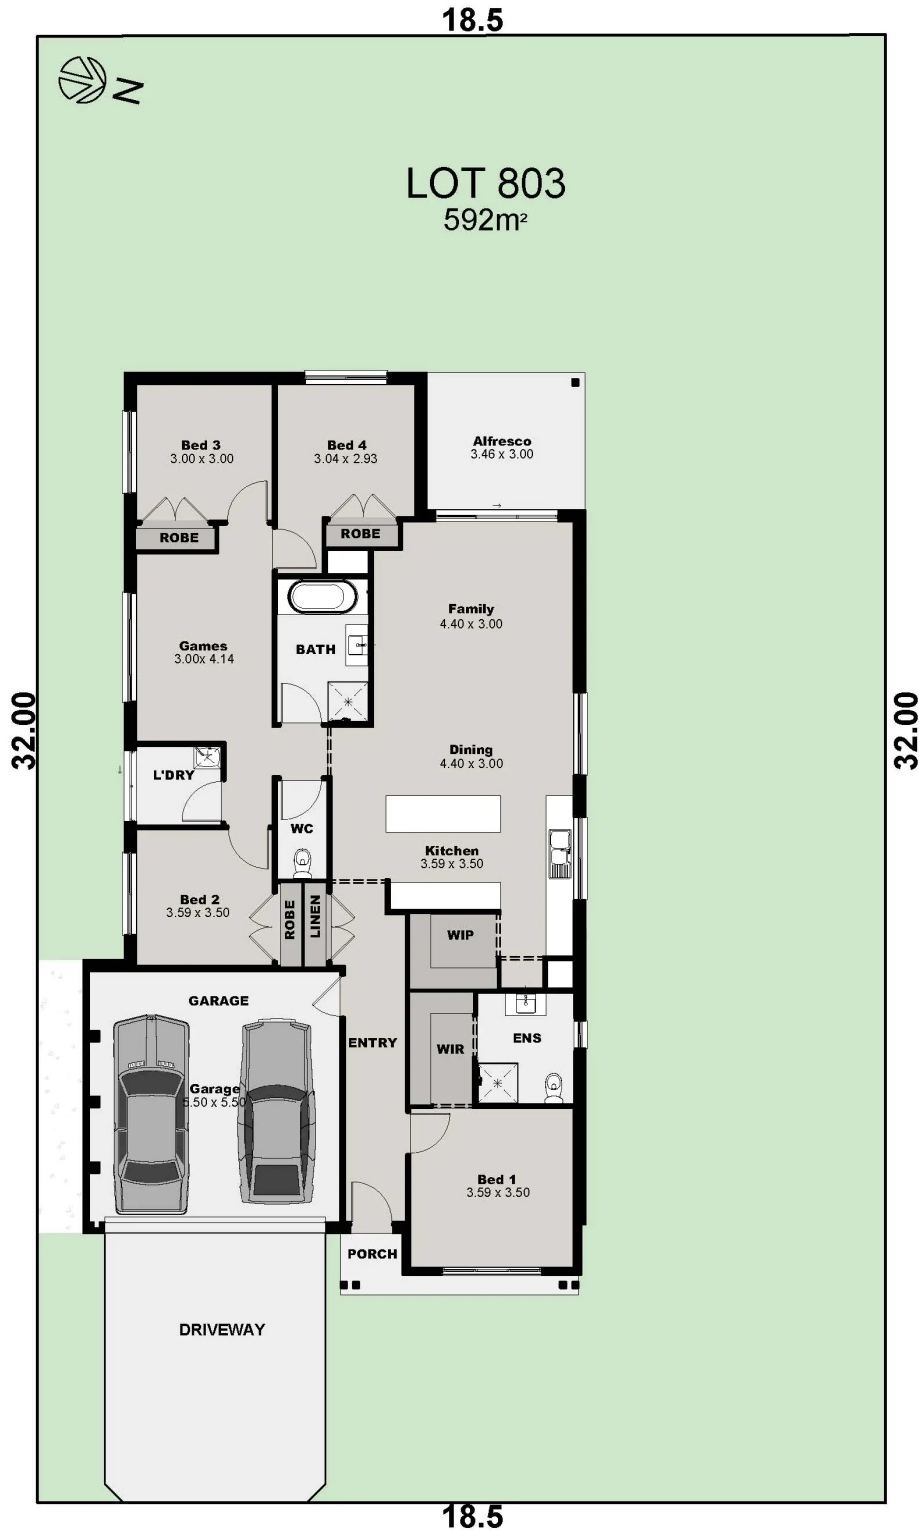 18.5
N
LOT 803
592m²
Bed 3
3.00 x 3.00
Bed 4
3.04 x 2.93
Alfresco
3.46 x 3.00
ROBE
ROBE
Family
4.40 x 3.00
Games
3.00x 4.14
BATH
32.00
32.00
Dining
4.40 x 3.00
L'DRY
WC
Kitchen
3.59 x 3.50
Bed 2
3.59 x 3.50
ROBE
LINEN
WIP
GARAGE
ENTRY
WIR
ENS
Garage
5.50 x 5.50
Bed 1
3.59 x 3.50
PORCH
DRIVEWAY
18.5